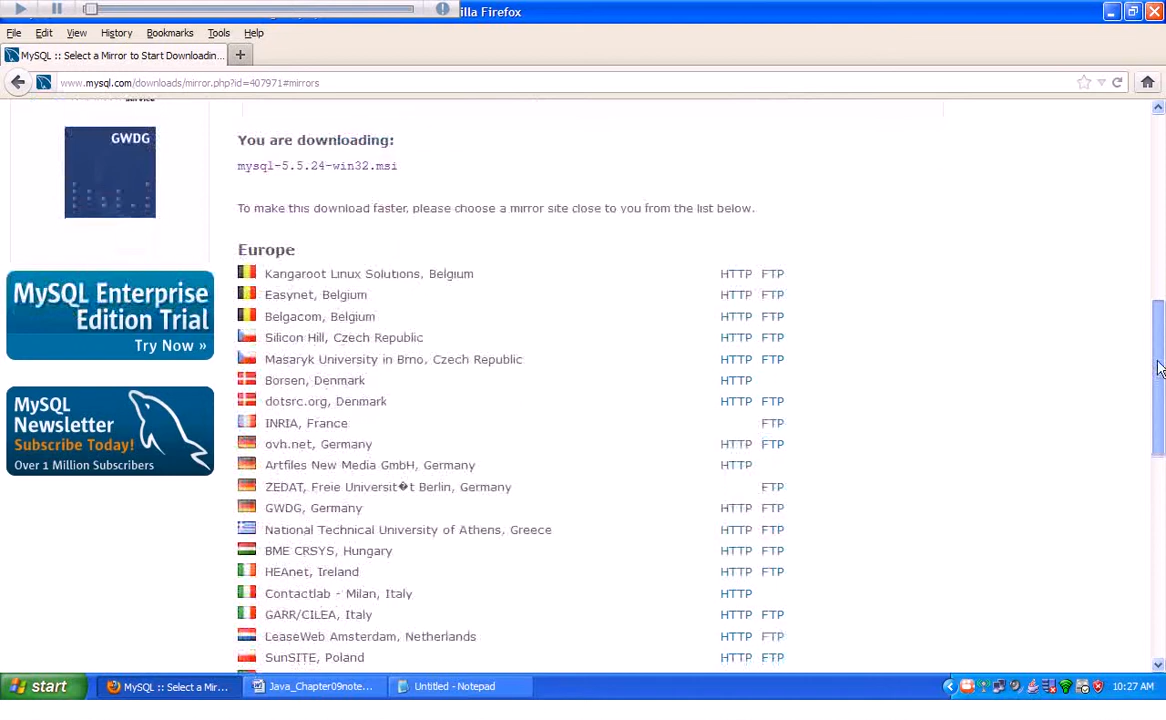 illa Firefox
File Edit View History Bookmarks Tools Help
MySQL :: Select a Mirror to Start Downloadin...
www.mysql.com/downloads/mirror.php?id=407971#mirrors
service
GWDG
MySQL Enterprise
Edition Trial
Try Now »
MySQL
Newsletter
Subscribe Today!
Over 1 Million Subscribers
You are downloading:
mysql-5.5.24-win32.msi
To make this download faster, please choose a mirror site close to you from the list below.
Europe
Kangaroot Linux Solutions, Belgium HTTP FTP
Easynet, Belgium HTTP FTP
Belgacom, Belgium HTTP FTP
Silicon Hill, Czech Republic HTTP FTP
Masaryk University in Brno, Czech Republic HTTP FTP
Borsen, Denmark HTTP
dotsrc.org, Denmark HTTP FTP
INRIA, France FTP
ovh.net, Germany HTTP FTP
Artfiles New Media GmbH, Germany HTTP
ZEDAT, Freie Universit�t Berlin, Germany FTP
GWDG, Germany HTTP FTP
National Technical University of Athens, Greece HTTP FTP
BME CRSYS, Hungary HTTP FTP
HEAnet, Ireland HTTP FTP
Contactlab - Milan, Italy HTTP
GARR/CILEA, Italy HTTP FTP
LeaseWeb Amsterdam, Netherlands HTTP FTP
SunSITE, Poland HTTP FTP
start MySQL :: Select a Mir... Java_Chapter09note... Untitled - Notepad 10:27 AM